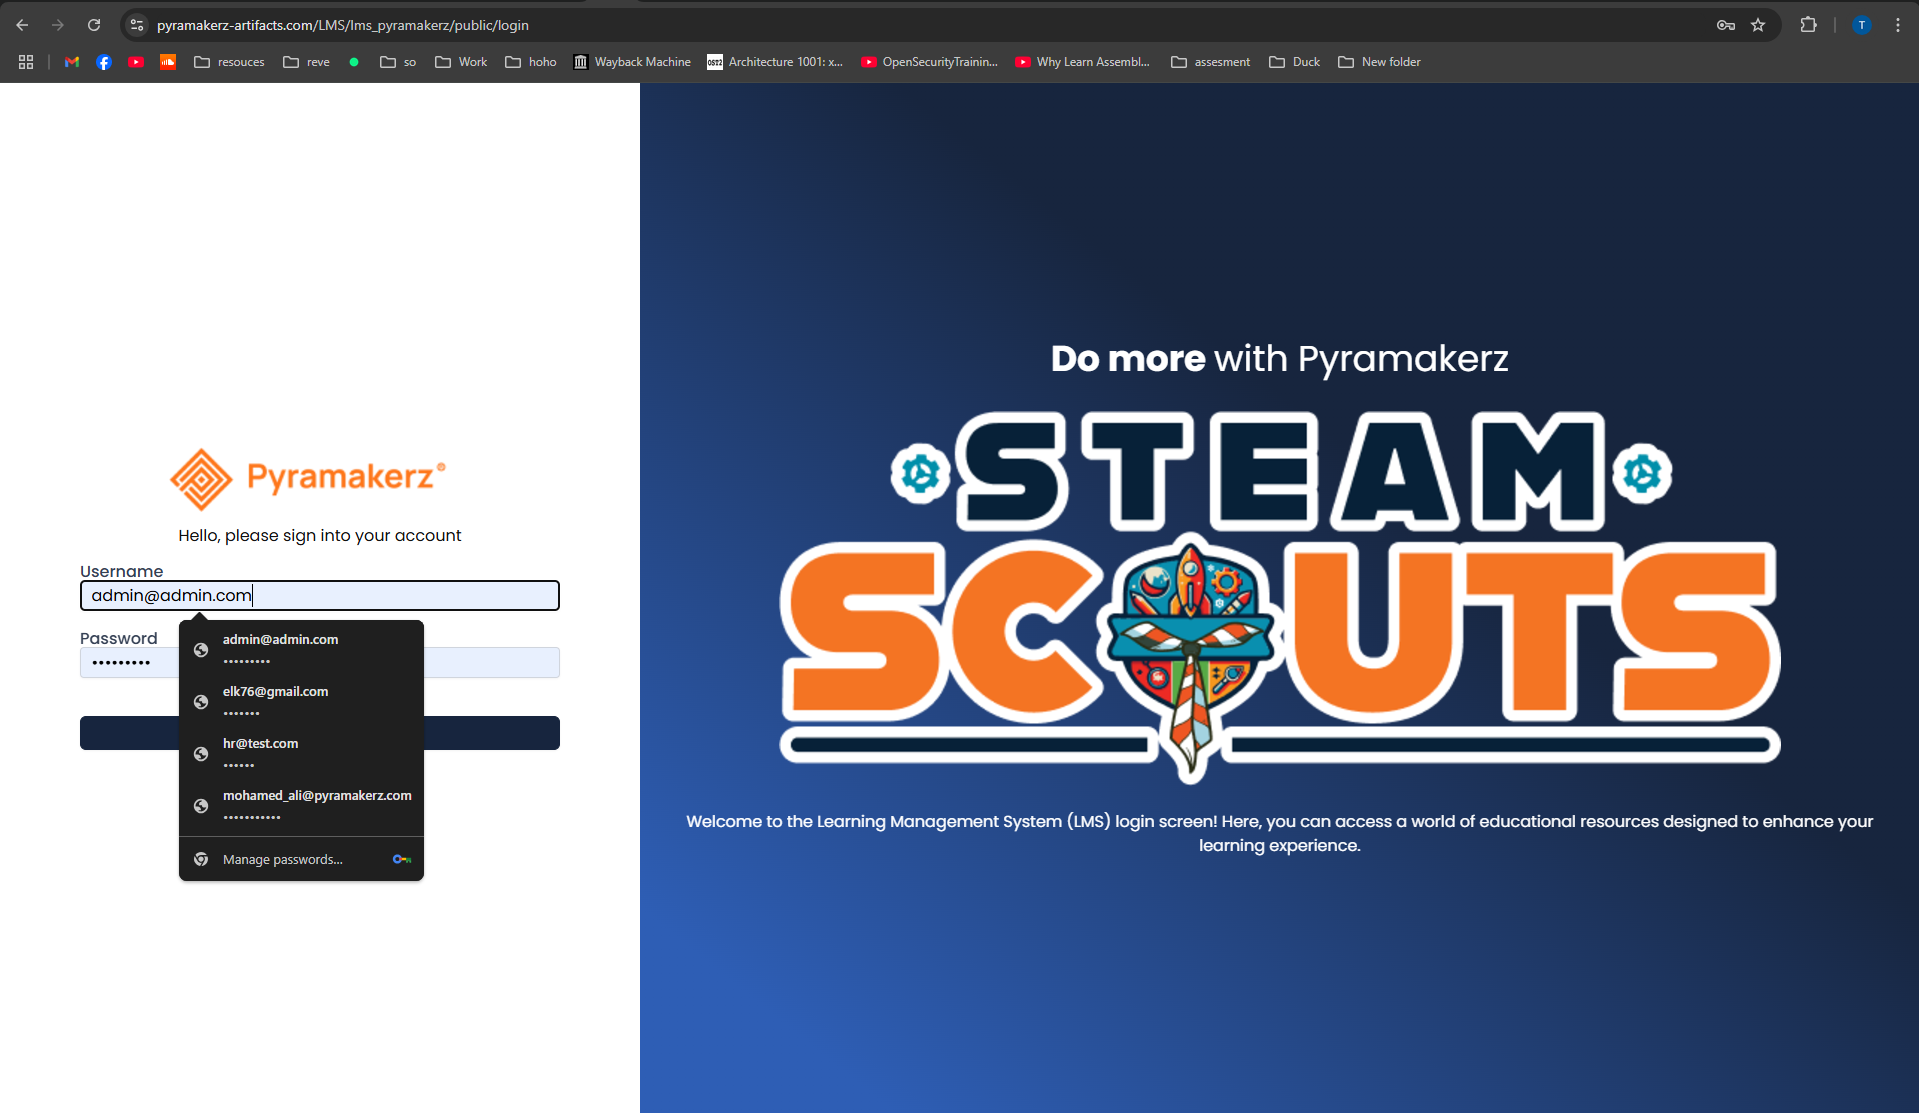 pyramakerz-artifacts.com/LMS/lms_pyramakerz/public/login
T
resouces
reve
so
Work
hoho
Wayback Machine
OST2
Architecture 1001: x...
OpenSecurityTrainin...
Why Learn Assembl...
assesment
Duck
New folder
Pyramakerz®
Hello, please sign into your account
Username
admin@admin.com
Password
•••••••••
admin@admin.com
•••••••••
elk76@gmail.com
•••••••
hr@test.com
••••••
mohamed_ali@pyramakerz.com
•••••••••••
Manage passwords...
Do more with Pyramakerz
STEAM
SCOUTS
Welcome to the Learning Management System (LMS) login screen! Here, you can access a world of educational resources designed to enhance your
learning experience.